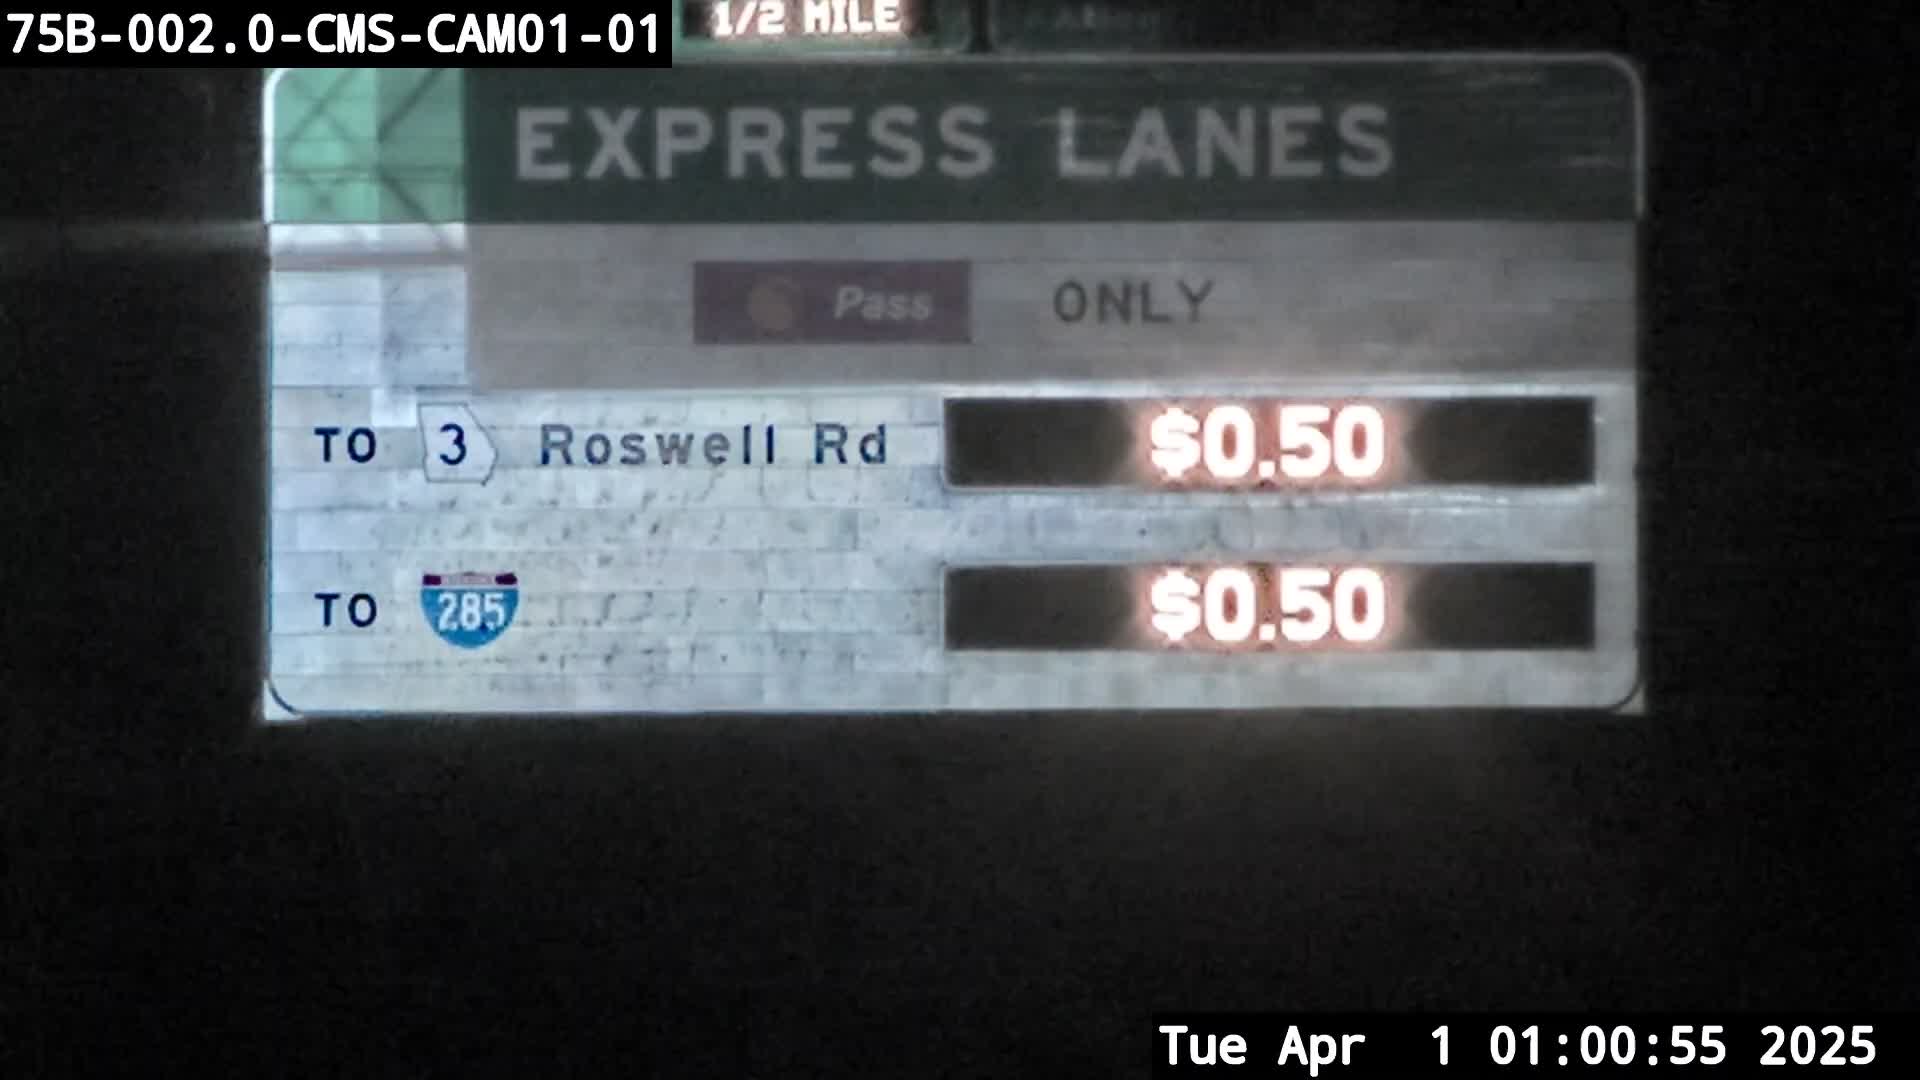 75B-002.0-CMS-CAM01-01
1/2 MILE
EXPRESS LANES
Pass ONLY
TO 3 Roswell Rd $0.50
TO 285 $0.50
Tue Apr 1 01:00:55 2025